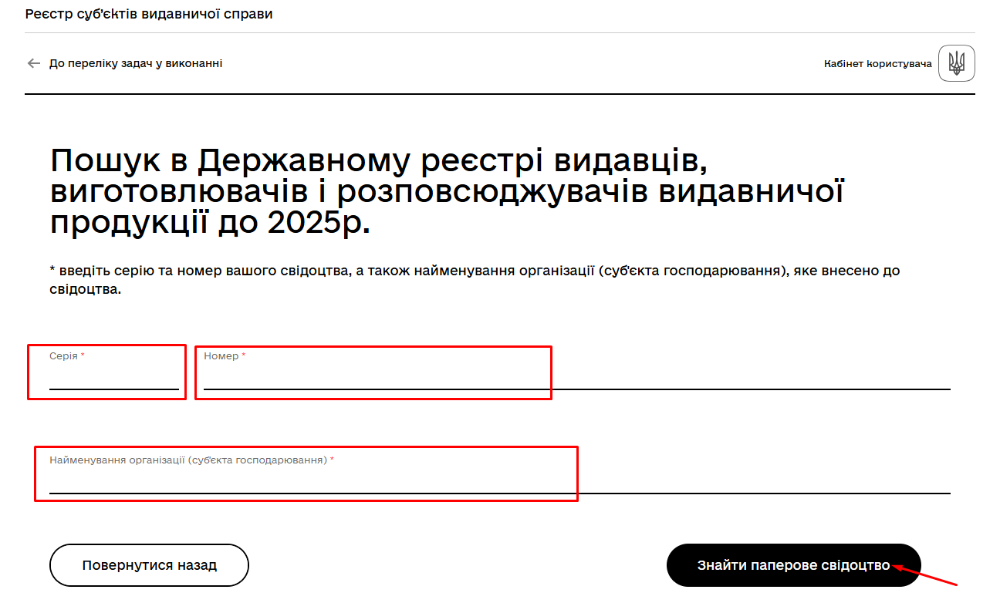 Реєстр суб’єктів видавничої справи
До переліку задач у виконанні
Кабінет користувача
Пошук в Державному реєстрі видавців,
виготовлювачів і розповсюджувачів видавничої
продукції до 2025р.
* введіть серію та номер вашого свідоцтва, а також найменування організації (суб'єкта господарювання), яке внесено до
свідоцтва.
Серія *
Номер *
Найменування організації (суб'єкта господарювання) *
Повернутися назад
Знайти паперове свідоцтво